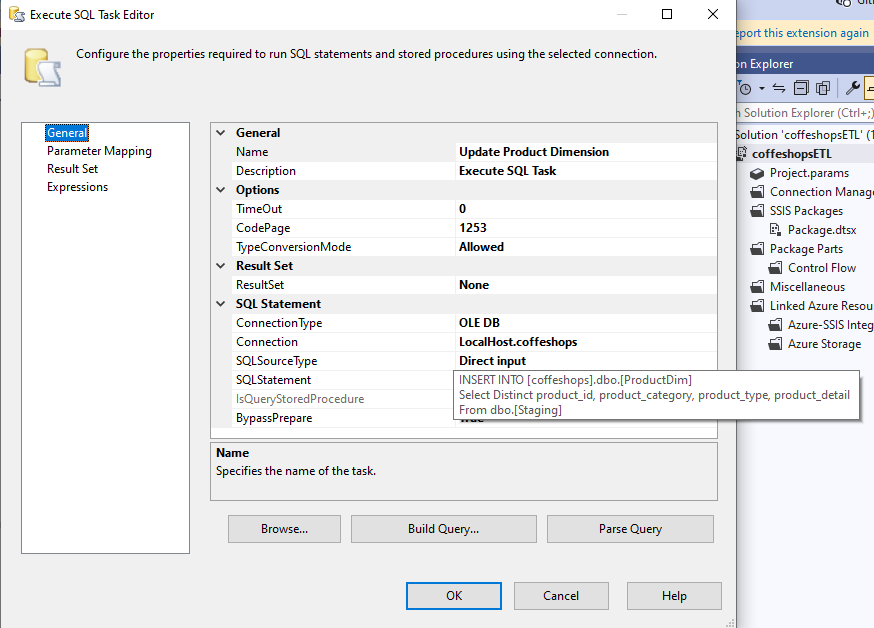 Execute SQL Task Editor
Configure the properties required to run SQL statements and stored procedures using the selected connection.
General
Parameter Mapping
Result Set
Expressions
General
Name Update Product Dimension
Description Execute SQL Task
Options
TimeOut 0
CodePage 1253
TypeConversionMode Allowed
Result Set
ResultSet None
SQL Statement
ConnectionType OLE DB
Connection LocalHost.coffeshops
SQLSourceType Direct input
SQLStatement
IsQueryStoredProcedure
BypassPrepare True
INSERT INTO [coffeshops].dbo.[ProductDim]
Select Distinct product_id, product_category, product_type, product_detail
From dbo.[Staging]
Name
Specifies the name of the task.
Browse...
Build Query...
Parse Query
OK
Cancel
Help
eport this extension again
on Explorer
n Solution Explorer (Ctrl+;)
Solution 'coffeshopsETL' (1
coffeshopsETL
Project.params
Connection Manag
SSIS Packages
Package.dtsx
Package Parts
Control Flow
Miscellaneous
Linked Azure Resou
Azure-SSIS Integ
Azure Storage